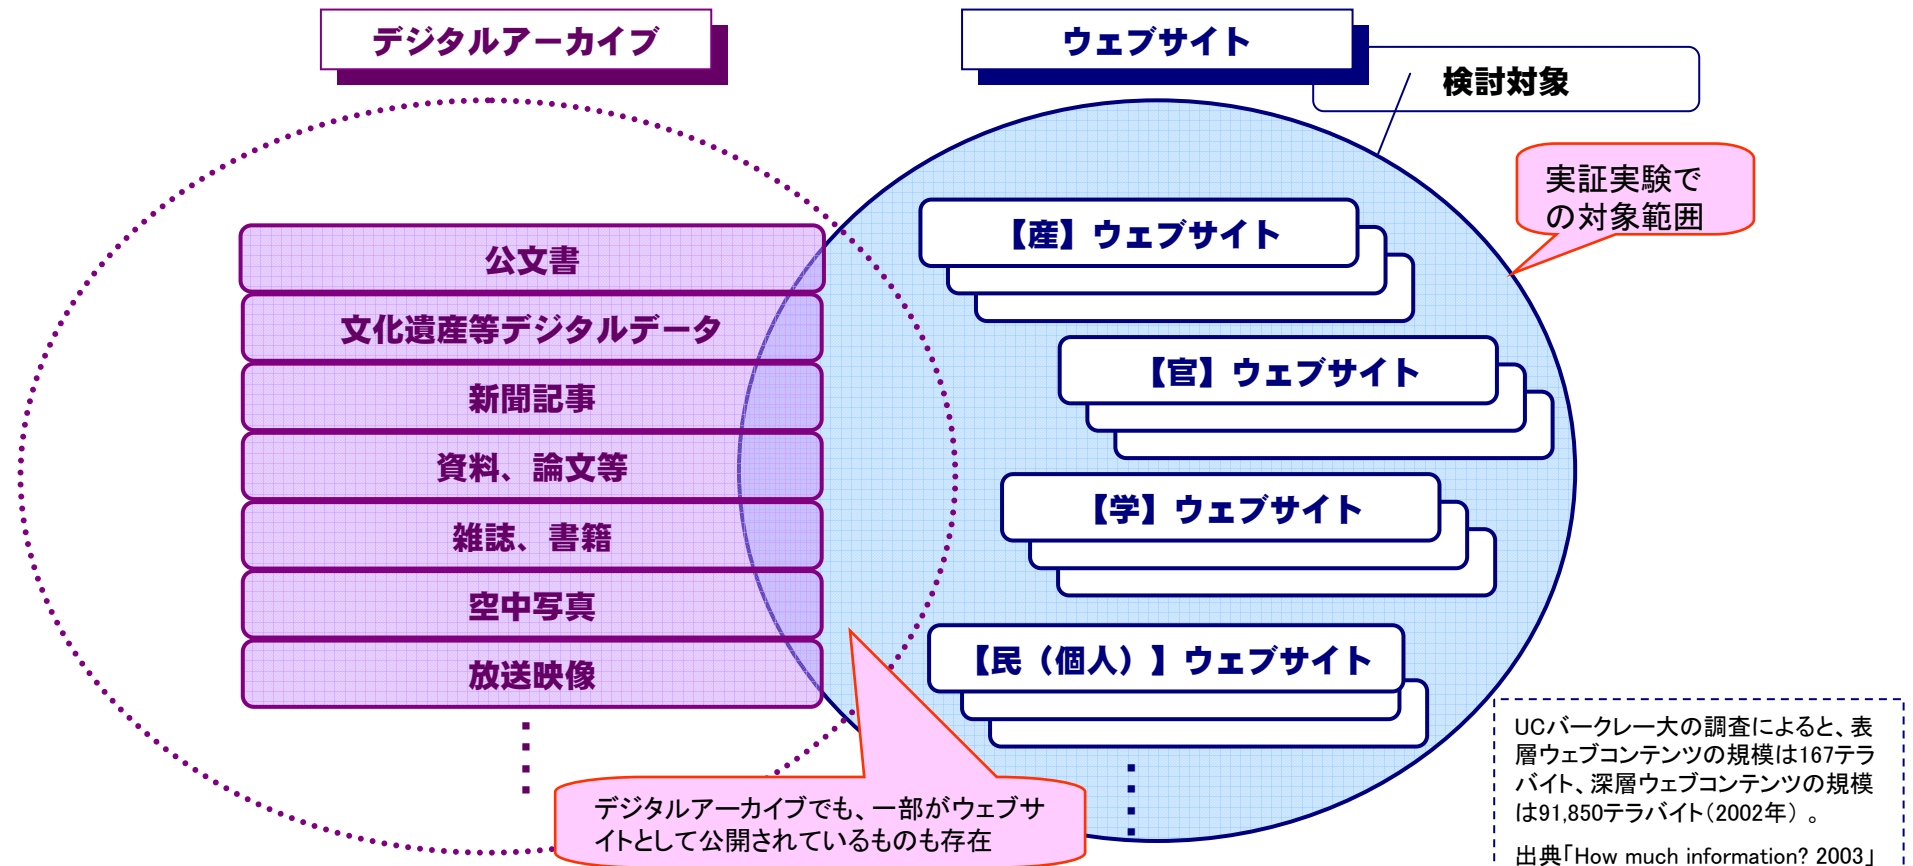 デジタルアーカイブ
ウェブサイト
検討対象
実証実験で
の対象範囲
公文書
文化遺産等デジタルデータ
新聞記事
資料、論文等
雑誌、書籍
空中写真
放送映像
【産】ウェブサイト
【官】ウェブサイト
【学】ウェブサイト
【民（個人）】ウェブサイト
デジタルアーカイブでも、一部がウェブサ
イトとして公開されているものも存在
UCバークレー大の調査によると、表
層ウェブコンテンツの規模は167テラ
バイト、深層ウェブコンテンツの規模
は91,850テラバイト（2002年）。
出典「How much information? 2003」